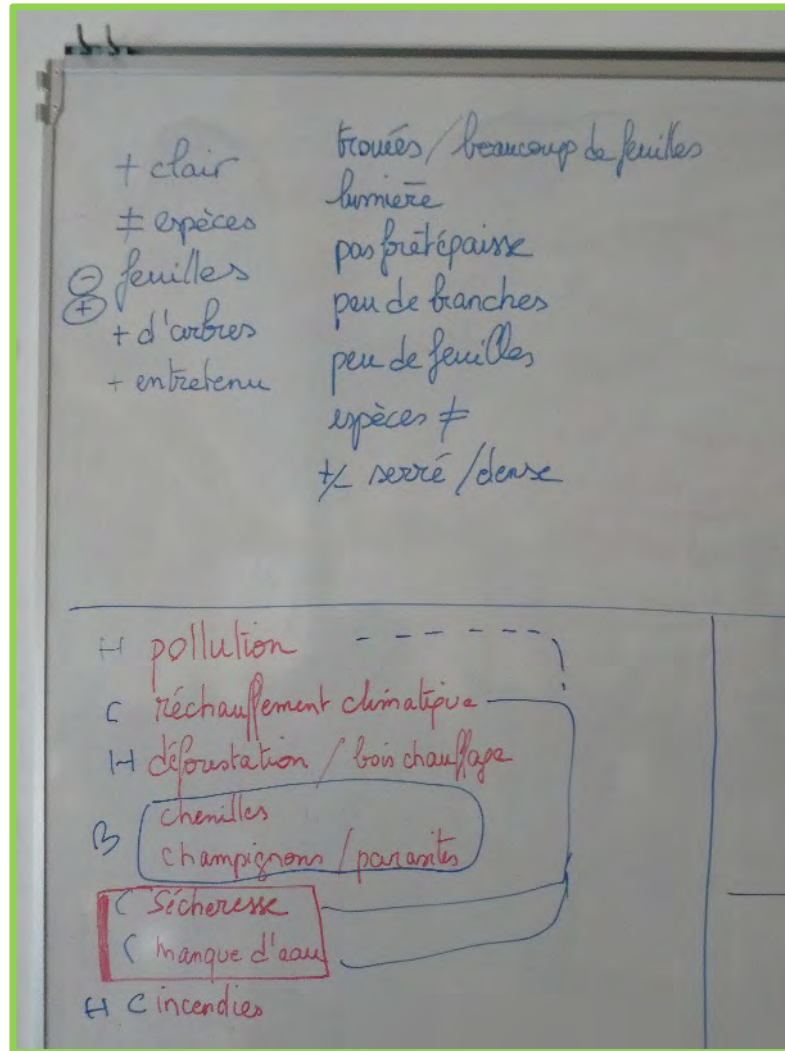 + clair
≠ espèces
⊖ feuilles
⊕
+ d'arbres
+ entretenu
trouées / beaucoup de feuilles
lumière
pas forêt épaisse
peu de branches
peu de feuilles
espèces ≠
+/- serré / dense
H pollution
C réchauffement climatique
H déforestation / bois chauffage
B chenilles
champignons / parasites
C Sécheresse
C manque d'eau
H C incendies